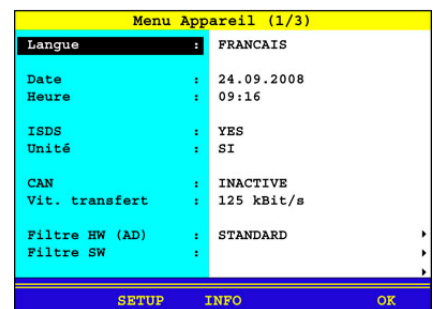 Menu Appareil (1/3)
Langue : FRANCAIS
Date : 24.09.2008
Heure : 09:16
ISDS : YES
Unité : SI
CAN : INACTIVE
Vit. transfert : 125 kBit/s
Filtre HW (AD) : STANDARD
Filtre SW :
SETUP INFO OK